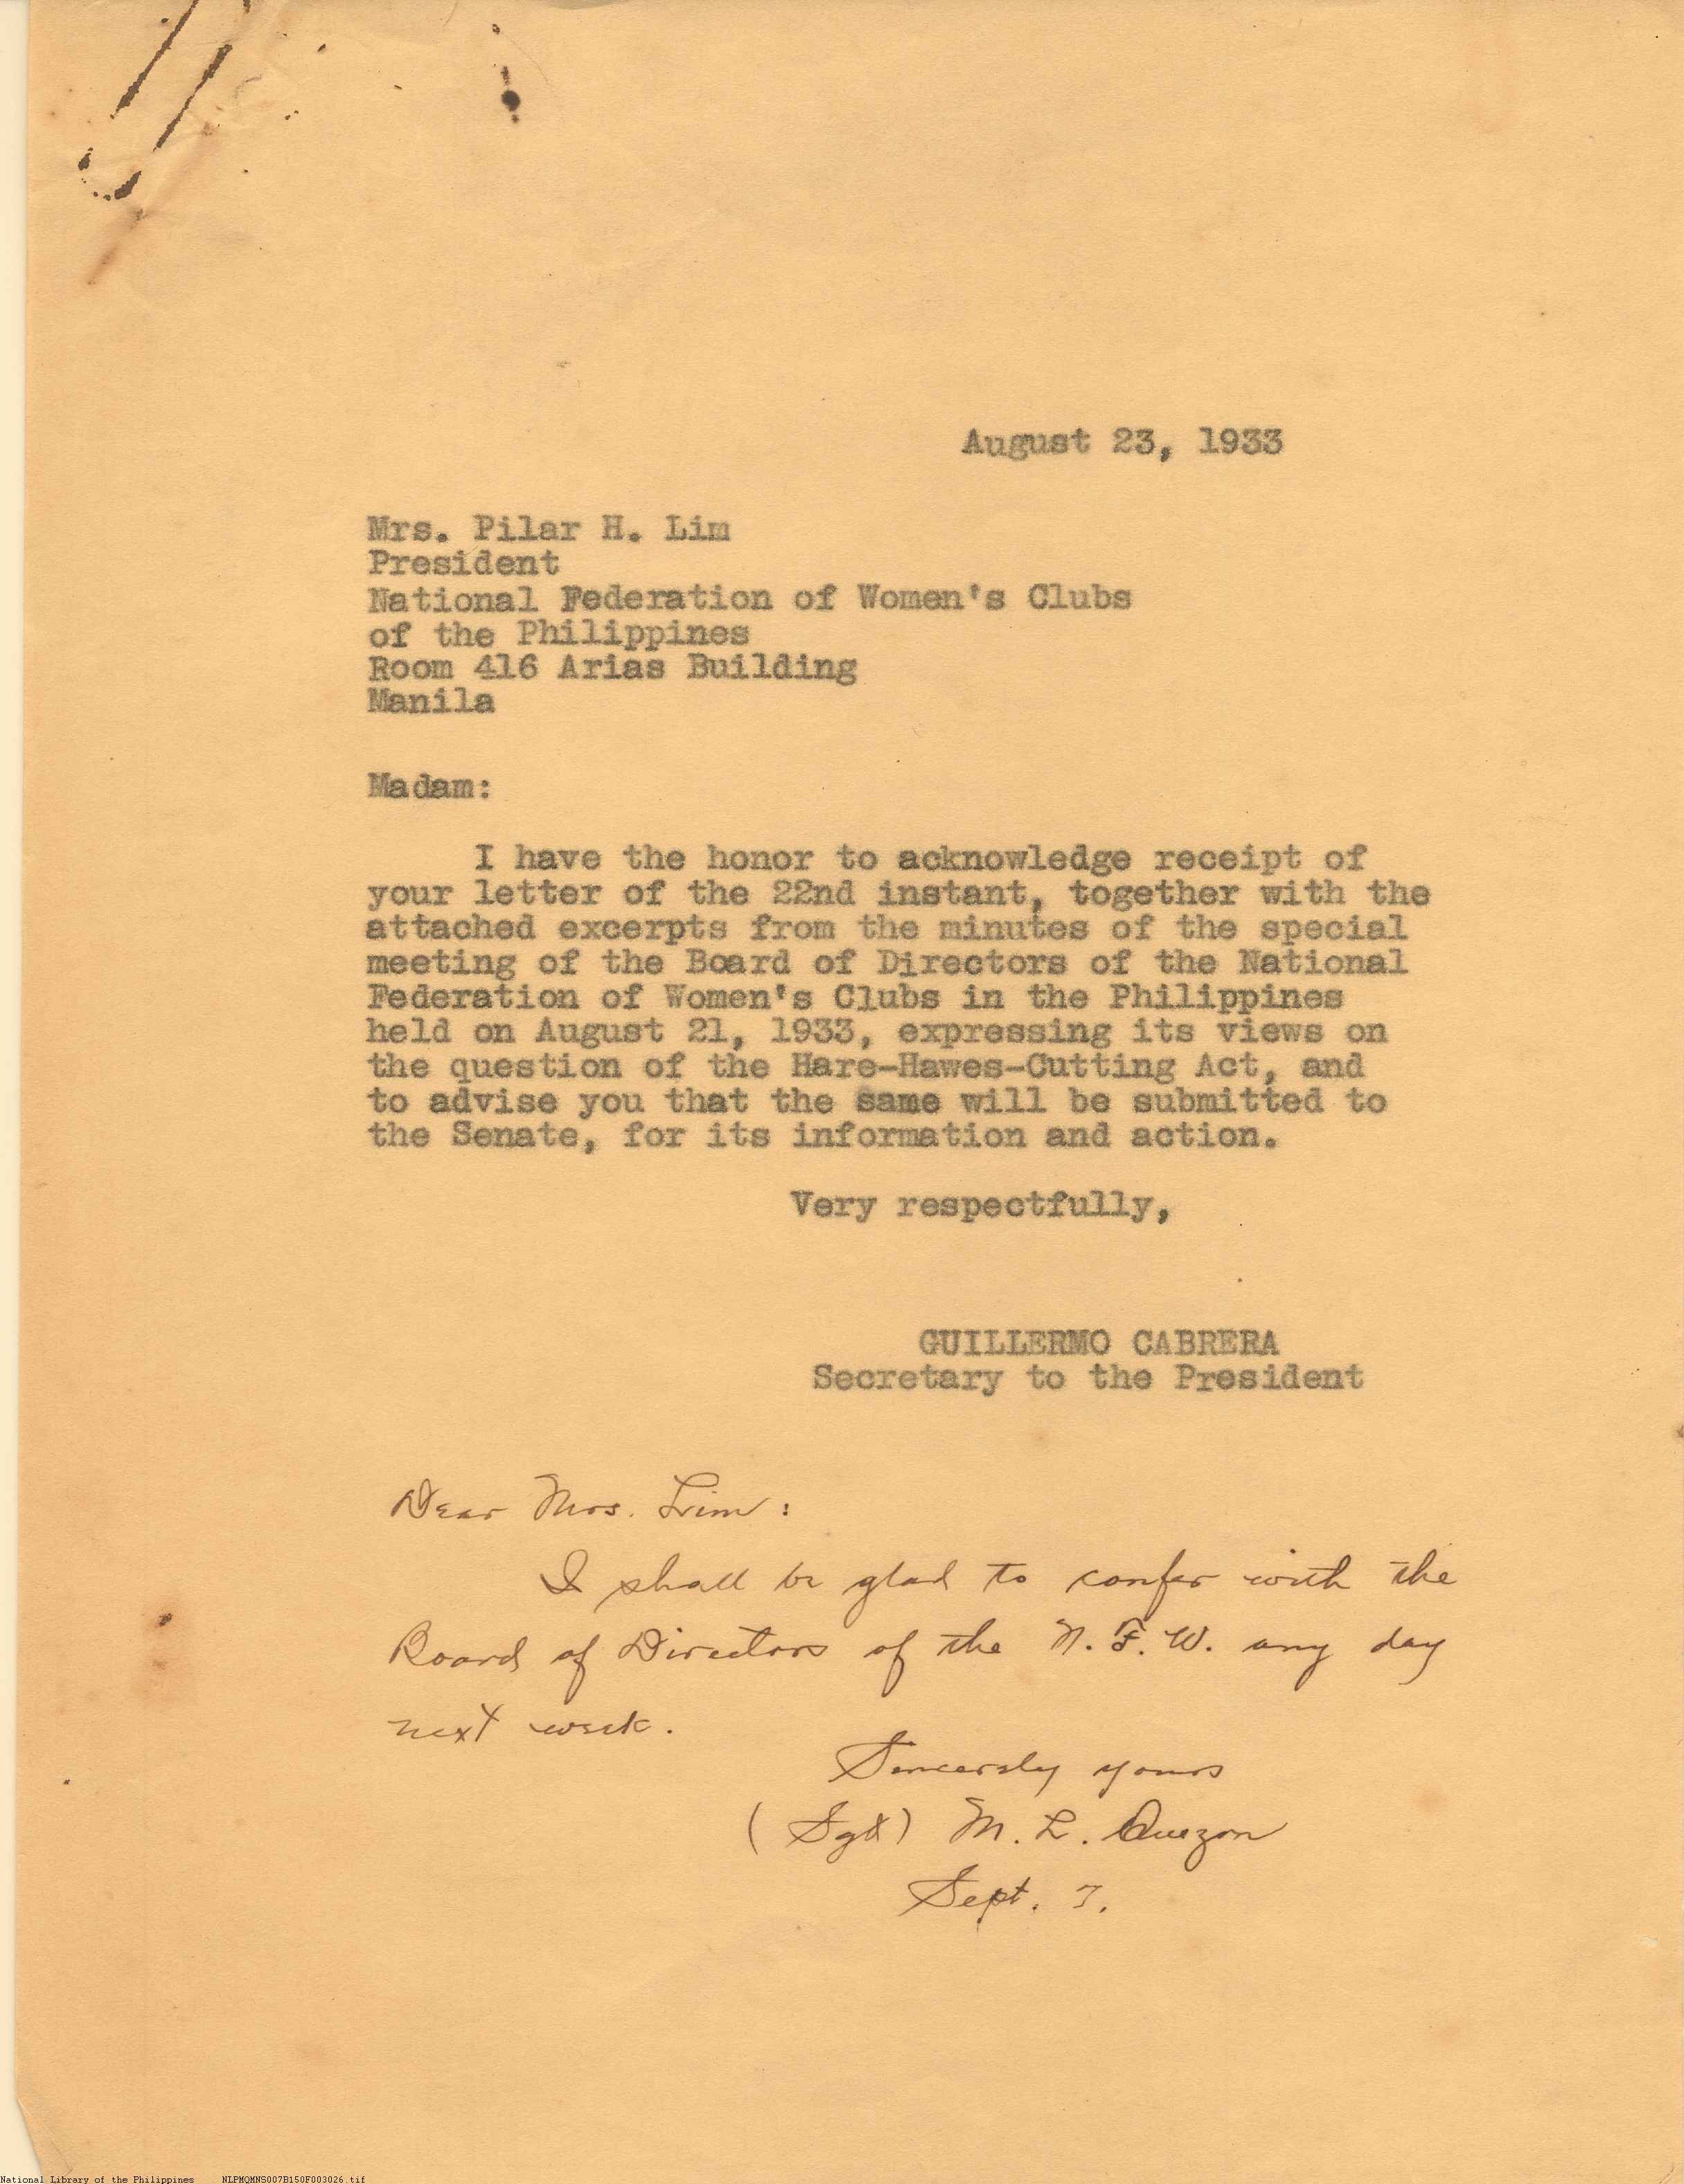 August 23, 1933
Mrs. Pilar H. Lim
President
National Federation of Women's Clubs
of the Philippines
Room 416 Arias Building
Manila
Madam:
I have the honor to acknowledge receipt of
your letter of the 22nd instant, together with the
attached excerpts from the minutes of the special
meeting of the Board of Directors of the National
Federation of Women's Clubs in the Philippines
held on August 21, 1933, expressing its views on
the question of the Hare-Hawes-Cutting Act, and
to advise you that the same will be submitted to
the Senate, for its information and action.
Very respectfully,
GUILLERMO CABRERA
Secretary to the President
Dear Mrs. Lim:
I shall be glad to confer with the
Board of Directors of the N. F. W. any day
next week.
Sincerely yours
(Sgd) M. L. Quezon
Sept. 7.
National Library of the Philippines NLPMQMNS007B150F003026.tif